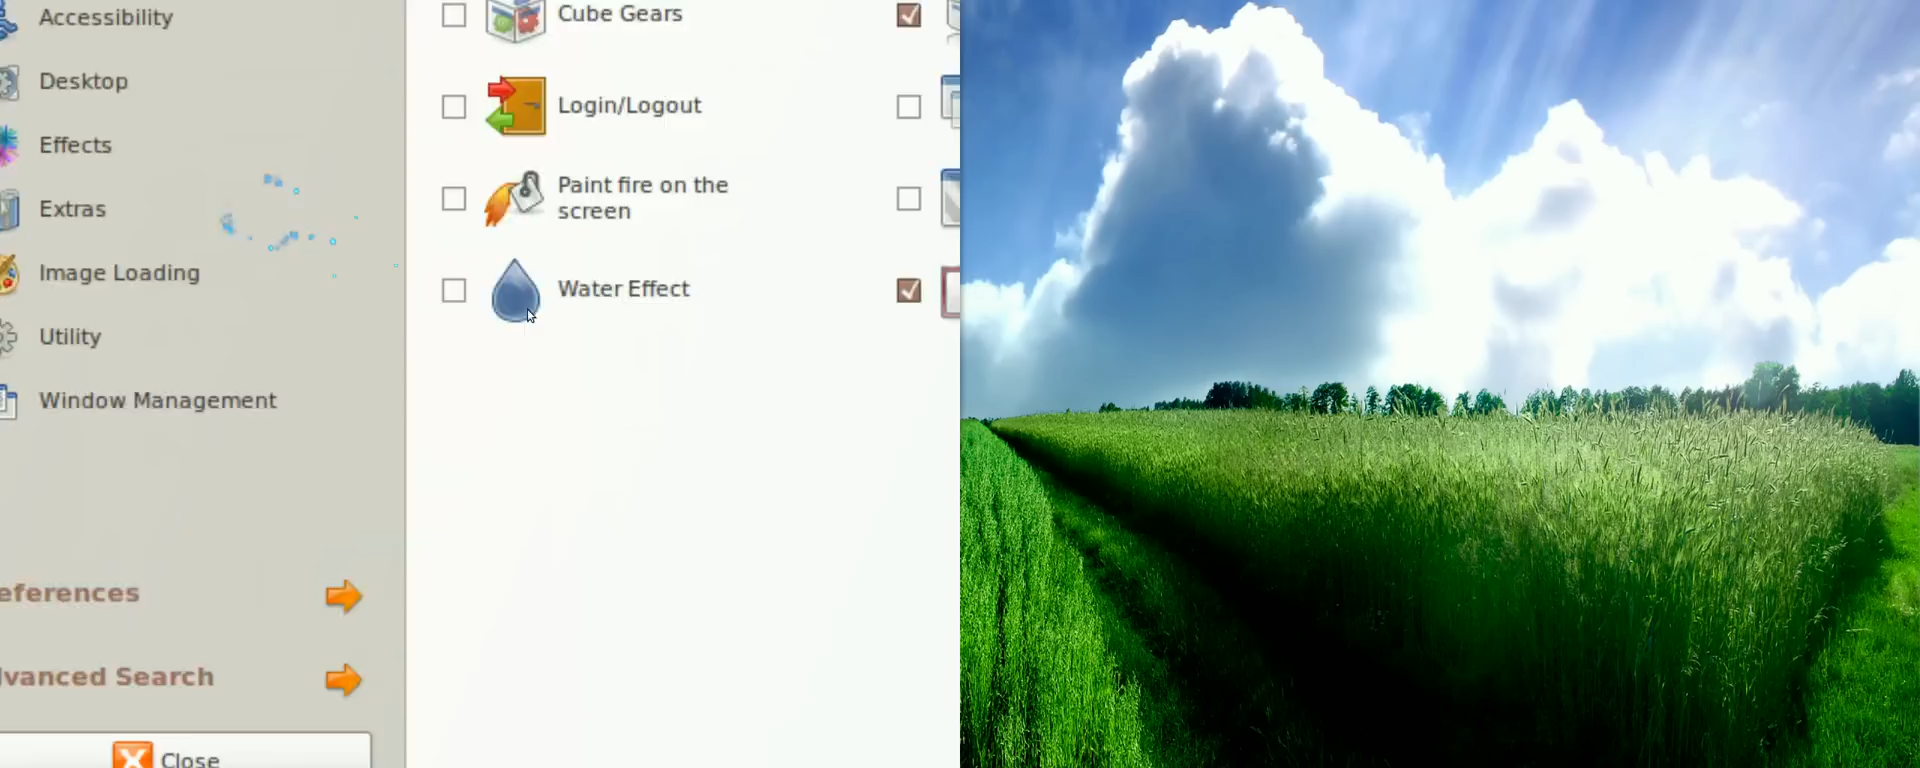 Accessibility
Desktop
Effects
Extras
Image Loading
Utility
Window Management
eferences
dvanced Search
Close
Cube Gears
Login/Logout
Paint fire on the
screen
Water Effect